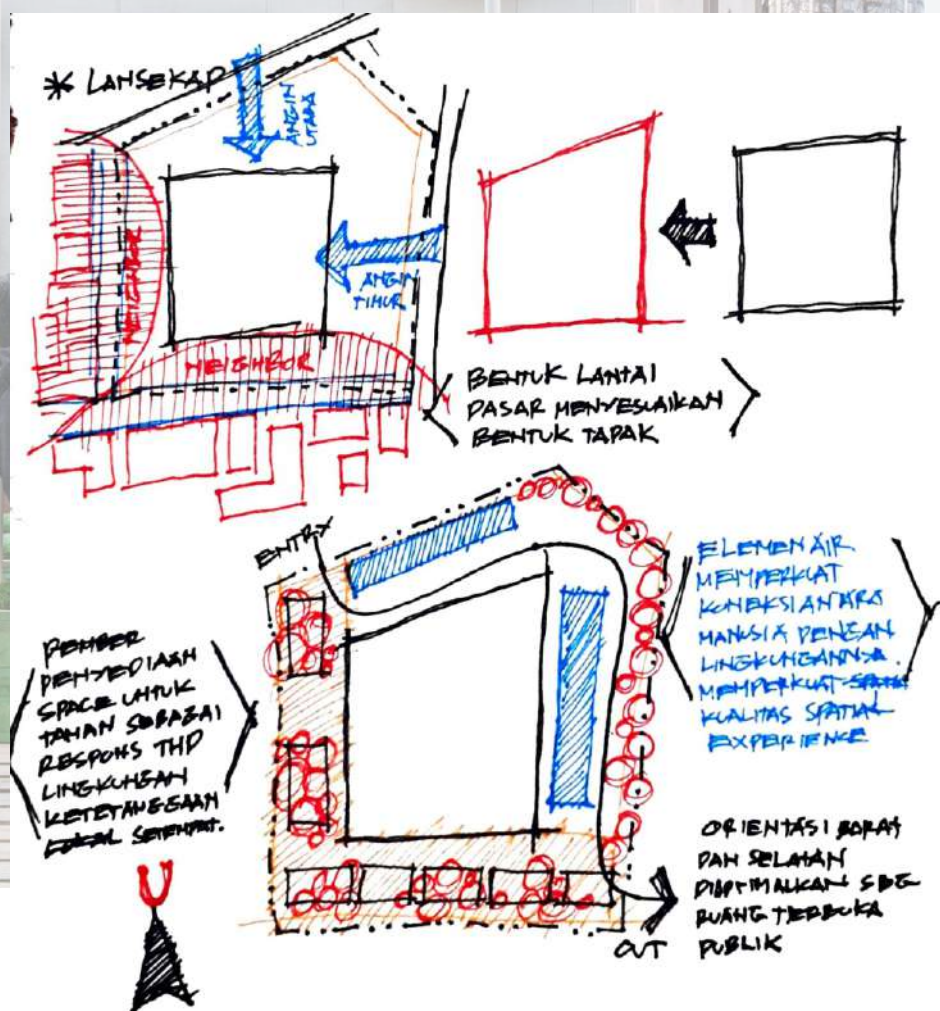 * LANSEKAP
ANGIN
UTARA
ANGIN
TIMUR
NEIGHBOR
NEIGHBOR
BENTUK LANTAI
DASAR MENYESUAIKAN
BENTUK TAPAK
ENTRY
ELEMEN AIR
MEMPERKUAT
KONEKSI ANTARA
MANUSIA DENGAN
LINGKUNGANNYA.
MEMPERKUAT
KUALITAS SPATIAL
EXPERIENCE
PEMBER
PENYEDIAAN
SPACE UNTUK
TAMAN SEBAGAI
RESPONS THD
LINGKUNGAN
KETETANGGAAN
SETEMPAT.
ORIENTASI BARAT
DAN SELATAN
DIOPTIMALKAN SBG
RUANG TERBUKA
PUBLIK
OUT
U